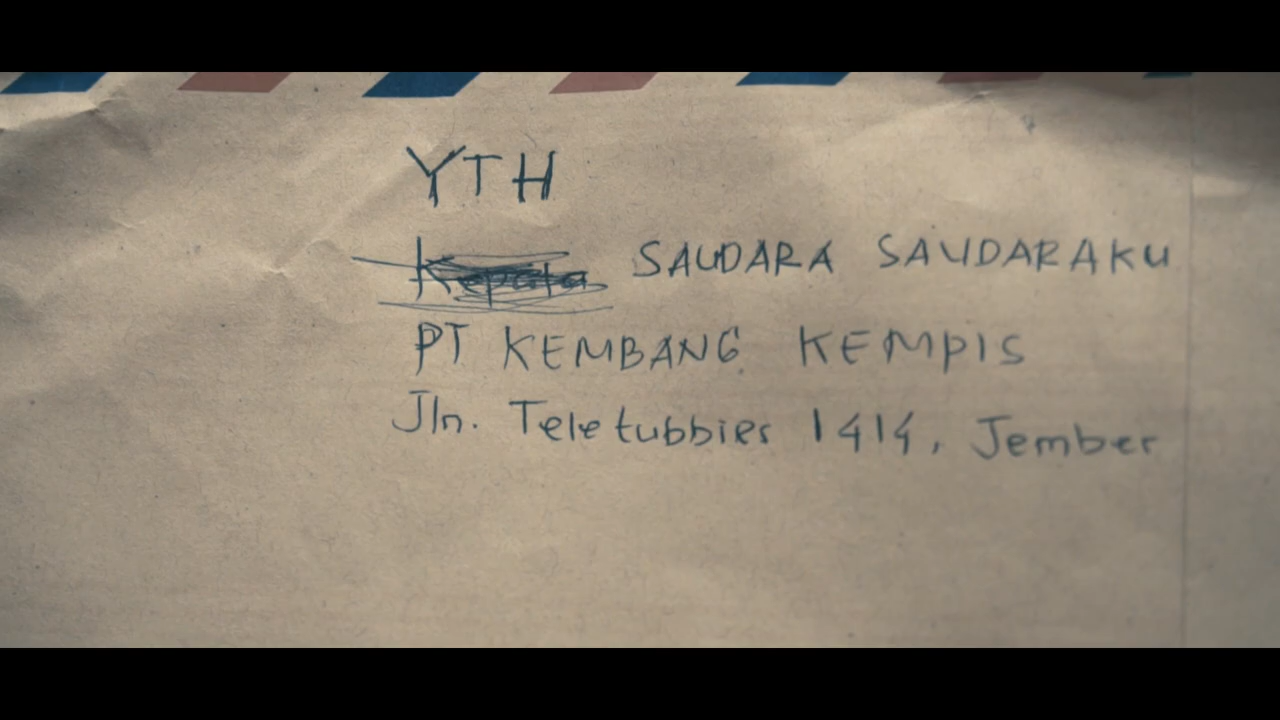 YTH
SAUDARA SAUDARAKU
PT KEMBANG KEMPIS
Jln. Teletubbies 1414, Jember